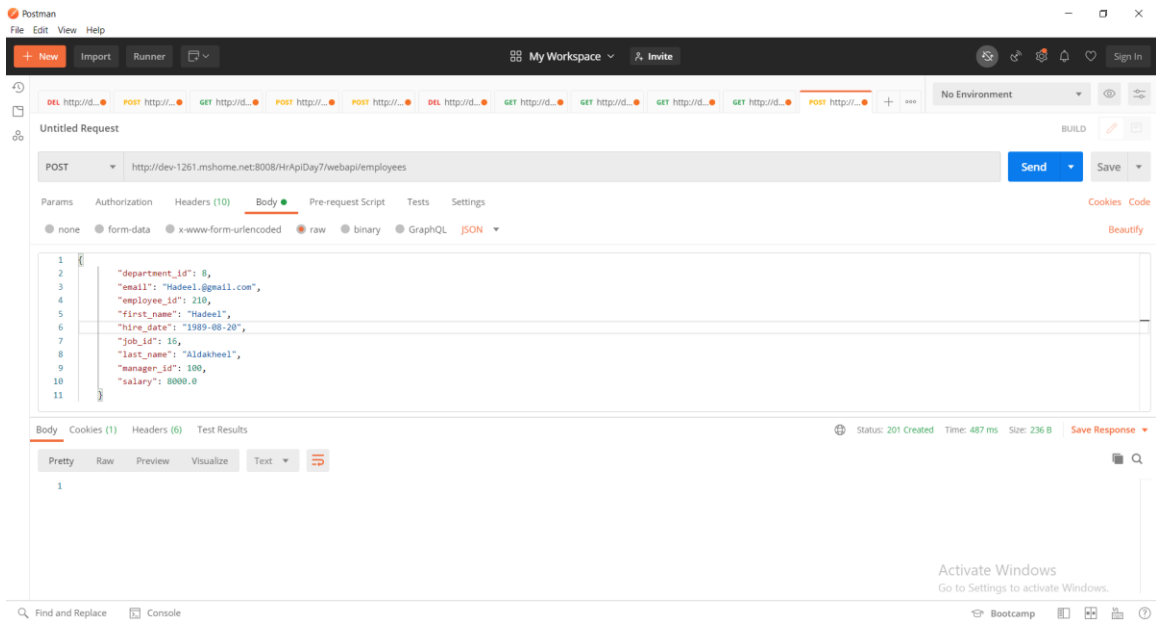 Postman
File Edit View Help
+ New Import Runner My Workspace Invite Sign In
DEL http://d... POST http://... GET http://d... POST http://... POST http://... DEL http://d... GET http://d... GET http://d... GET http://d... GET http://d... POST http://... + ooo No Environment
Untitled Request BUILD
POST http://dev-1261.mshome.net:8008/HrApiDay7/webapi/employees Send Save
Params Authorization Headers (10) Body Pre-request Script Tests Settings Cookies Code
none form-data x-www-form-urlencoded raw binary GraphQL JSON Beautify
1 {
2 "department_id": 8,
3 "email": "Hadeel.@gmail.com",
4 "employee_id": 210,
5 "first_name": "Hadeel",
6 "hire_date": "1989-08-20",
7 "job_id": 16,
8 "last_name": "Aldakheel",
9 "manager_id": 100,
10 "salary": 8000.0
11 }
Body Cookies (1) Headers (6) Test Results Status: 201 Created Time: 487 ms Size: 236 B Save Response
Pretty Raw Preview Visualize Text
1
Activate Windows
Go to Settings to activate Windows.
Find and Replace Console Bootcamp